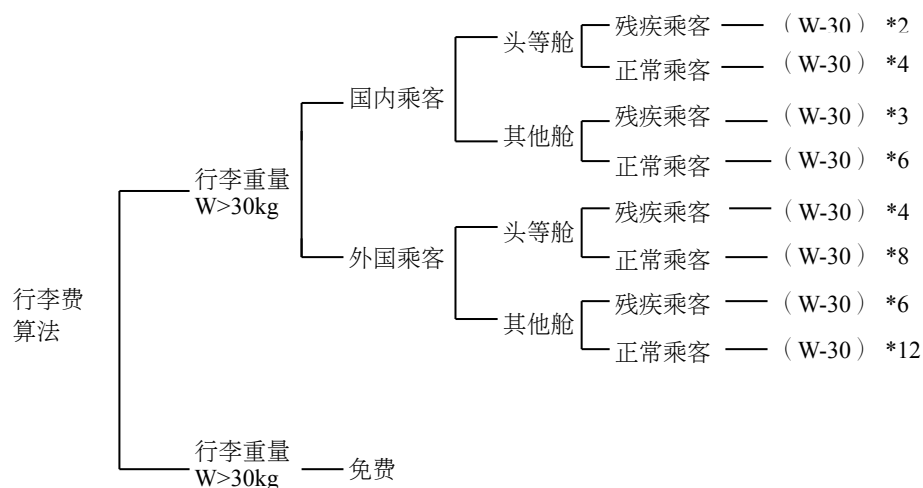 头等舱
残疾乘客 （W-30） *2
正常乘客 （W-30） *4
国内乘客
其他舱
残疾乘客 （W-30） *3
正常乘客 （W-30） *6
行李重量
W>30kg
外国乘客
头等舱
残疾乘客 （W-30） *4
正常乘客 （W-30） *8
其他舱
残疾乘客 （W-30） *6
正常乘客 （W-30） *12
行李费
算法
行李重量
W>30kg
免费